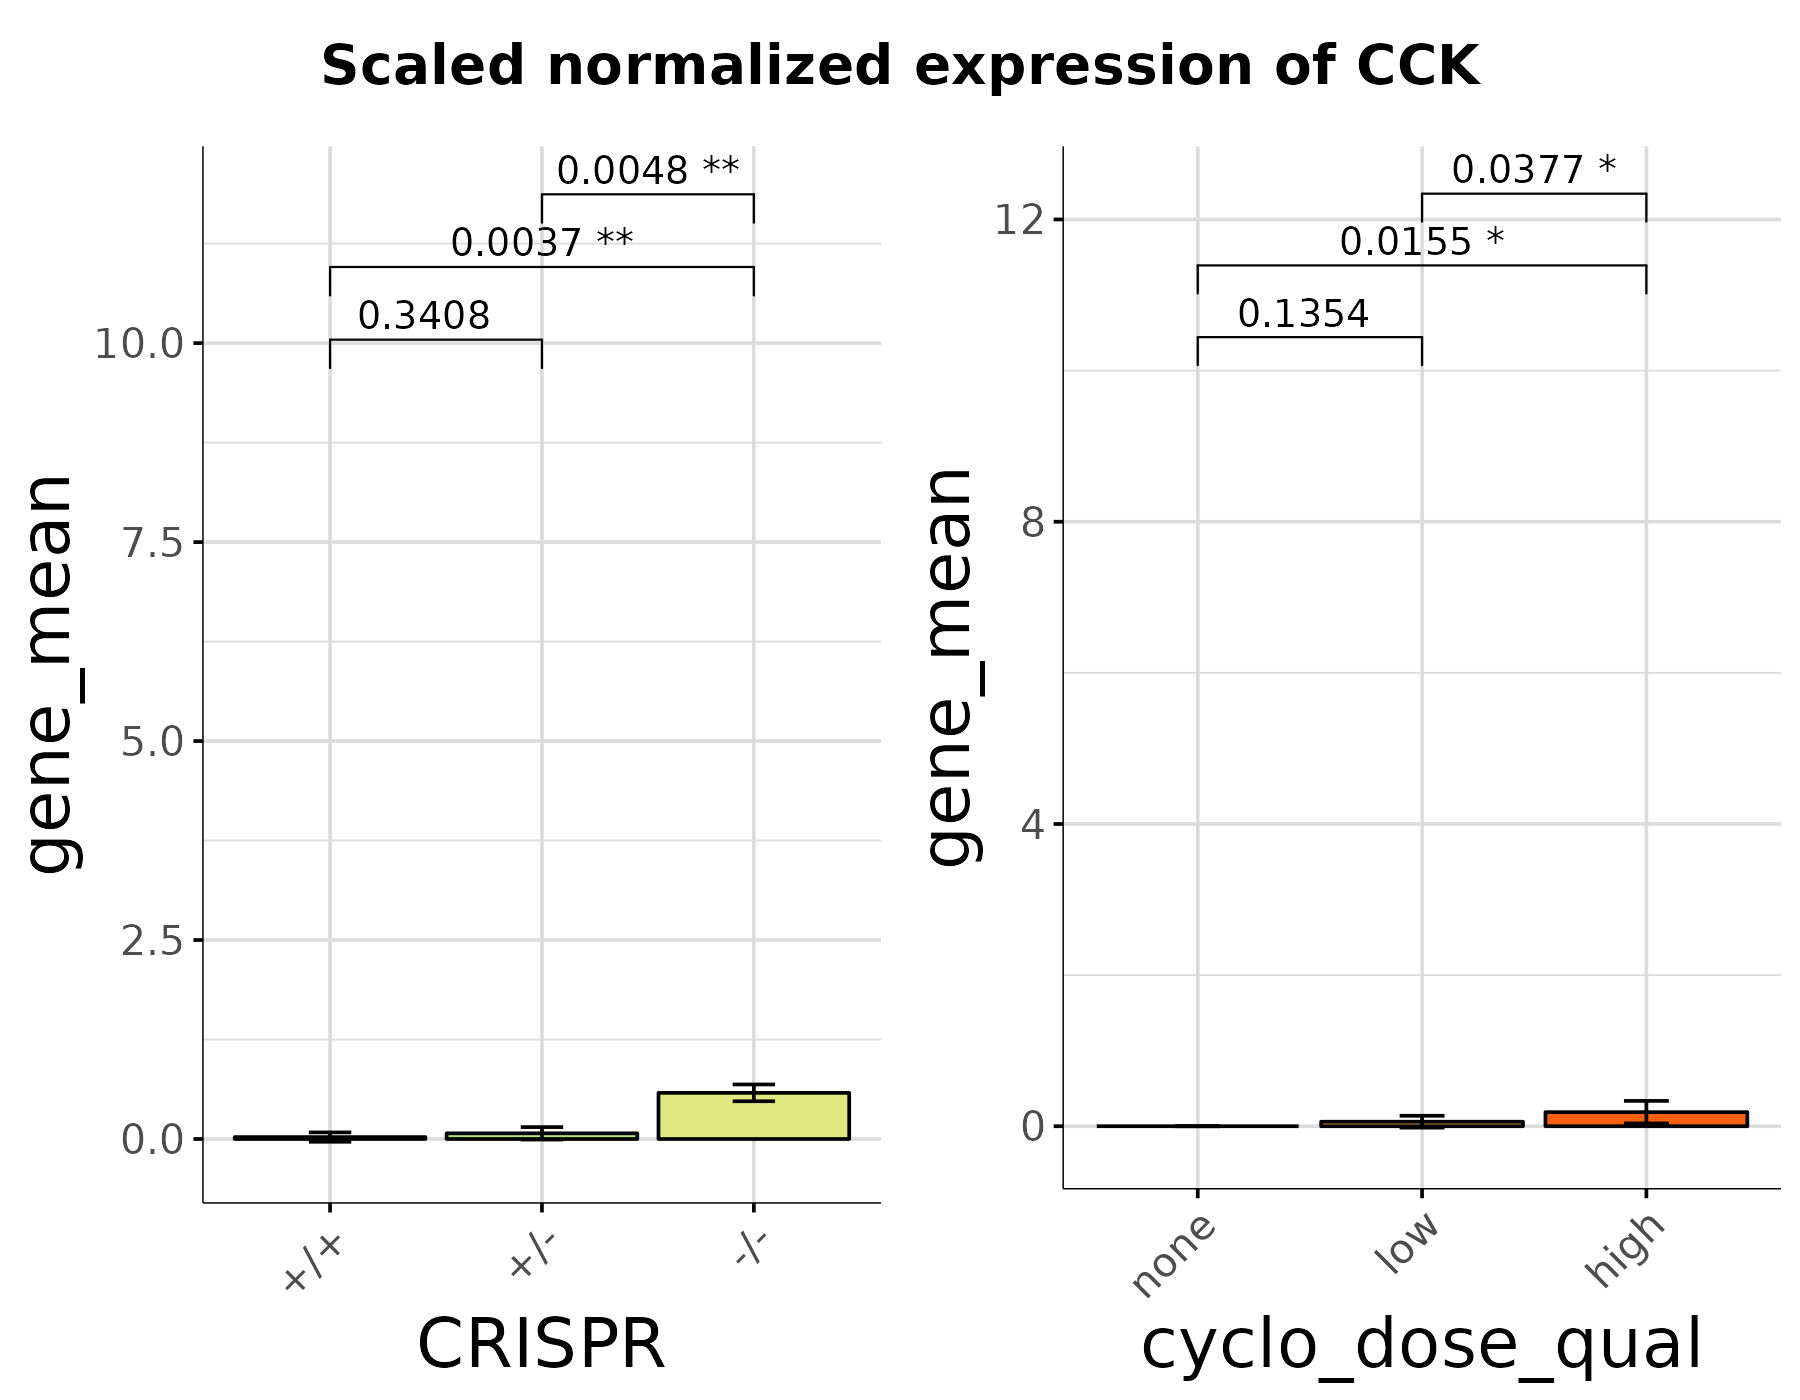 Scaled normalized expression of CCK
0.0048 **
0.0037 **
0.3408
10.0
7.5
5.0
2.5
0.0
gene_mean
+/+
+/-
-/-
CRISPR
0.0377 *
0.0155 *
0.1354
12
8
4
0
gene_mean
none
low
high
cyclo_dose_qual